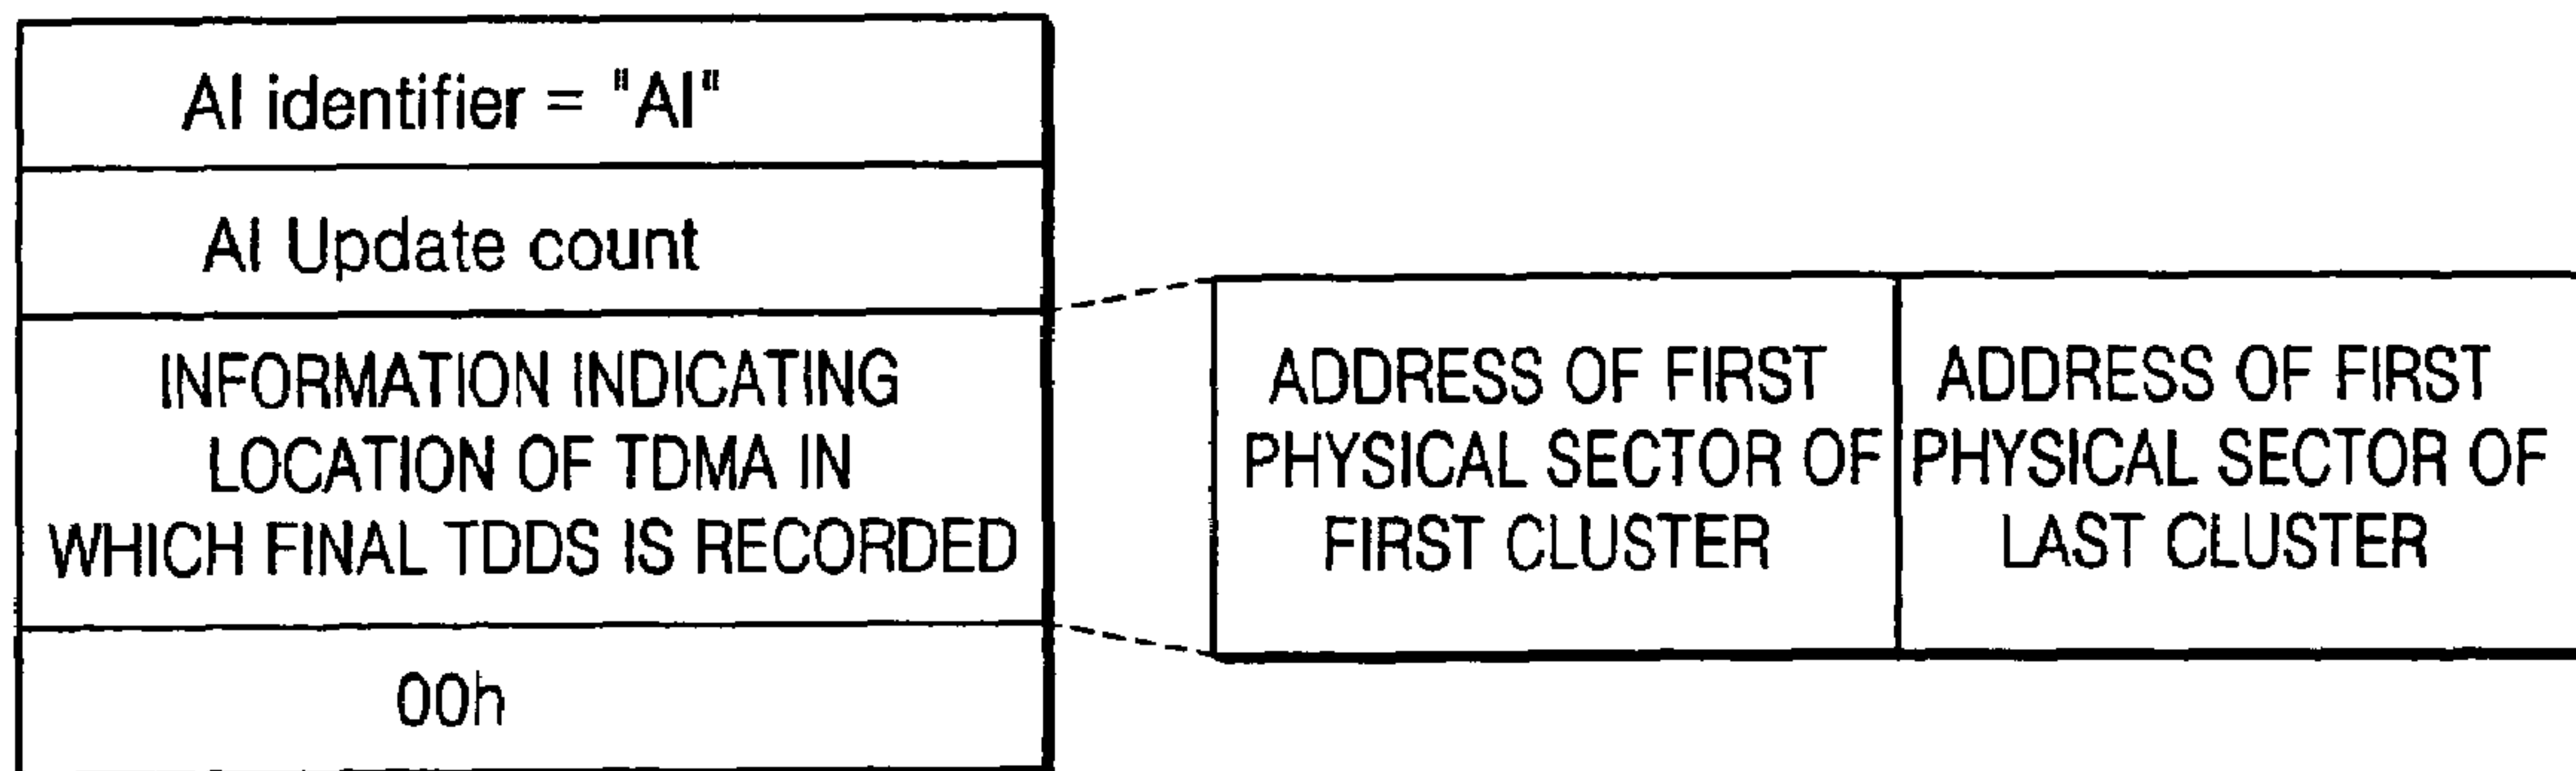 AI identifier = "AI"
AI Update count
INFORMATION INDICATING
LOCATION OF TDMA IN
WHICH FINAL TDDS IS RECORDED
00h
ADDRESS OF FIRST
PHYSICAL SECTOR OF
FIRST CLUSTER
ADDRESS OF FIRST
PHYSICAL SECTOR OF
LAST CLUSTER